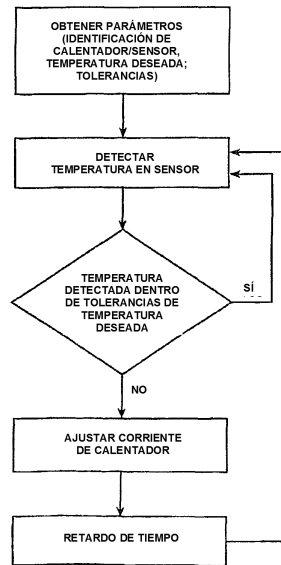 OBTENER PARÁMETROS
(IDENTIFICACIÓN DE
CALENTADOR/SENSOR,
TEMPERATURA DESEADA;
TOLERANCIAS)
DETECTAR
TEMPERATURA EN SENSOR
TEMPERATURA
DETECTADA DENTRO
DE TOLERANCIAS DE
TEMPERATURA
DESEADA
SÍ
NO
AJUSTAR CORRIENTE
DE CALENTADOR
RETARDO DE TIEMPO